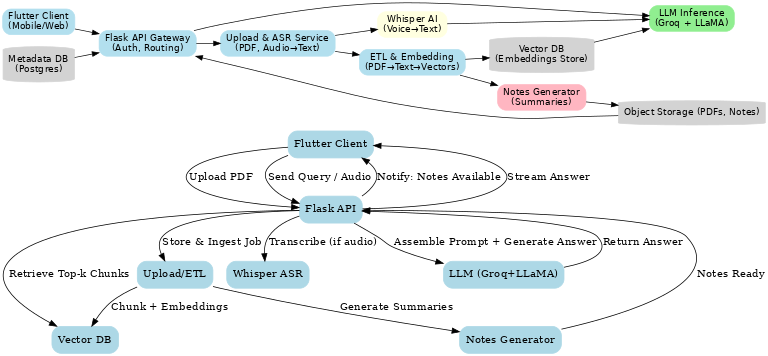 Flutter Client
(Mobile/Web)
Metadata DB
(Postgres)
Flask API Gateway
(Auth, Routing)
Upload & ASR Service
(PDF, Audio→Text)
Whisper AI
(Voice→Text)
ETL & Embedding
(PDF→Text→Vectors)
Vector DB
(Embeddings Store)
Notes Generator
(Summaries)
LLM Inference
(Groq + LLaMA)
Object Storage (PDFs, Notes)
Flutter Client
Upload PDF
Send Query / Audio
Notify: Notes Available
Stream Answer
Flask API
Store & Ingest Job
Transcribe (if audio)
Assemble Prompt + Generate Answer
Return Answer
Retrieve Top-k Chunks
Upload/ETL
Whisper ASR
LLM (Groq+LLaMA)
Notes Ready
Chunk + Embeddings
Generate Summaries
Vector DB
Notes Generator